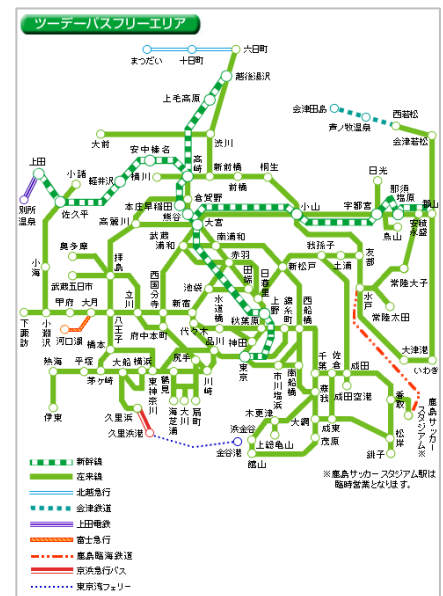 ツーデーパスフリーエリア
まつだい
十日町
六日町
越後湯沢
上毛高原
会津田島
芦ノ牧温泉
西若松
会津若松
大前
渋川
上田
小諸
安中榛名
軽井沢
横川
高崎
新前橋
前橋
桐生
日光
那須塩原
郡山
別所温泉
佐久平
本庄早稲田
倉賀野
熊谷
小山
宇都宮
烏山
安積永盛
高麗川
大宮
武蔵浦和
南浦和
我孫子
友部
小海
奥多摩
拝島
武蔵五日市
西国分寺
赤羽
田端
日暮里
新松戸
土浦
水戸
常陸大子
常陸太田
甲府
大月
立川
池袋
新宿
水道橋
秋葉原
上野
錦糸町
西船橋
下諏訪
小淵沢
河口湖
八王子
府中本町
代々木
神田
東京
千葉
佐倉
成田
大津港
いわき
橋本
品川
南船橋
市川塩浜
蘇我
成田空港
香取
鹿島サッカー
スタジアム※
熱海
平塚
茅ヶ崎
大船
横浜
東神奈川
鶴見
尻手
川崎
伊東
久里浜
久里浜港
海芝浦
大川
扇町
木更津
浜金谷
金谷港
上総亀山
館山
大網
成東
茂原
松岸
銚子
※鹿島サッカースタジアム駅は
臨時営業となります。
新幹線
在来線
北越急行
会津鉄道
上田電鉄
富士急行
鹿島臨海鉄道
京浜急行バス
東京湾フェリー